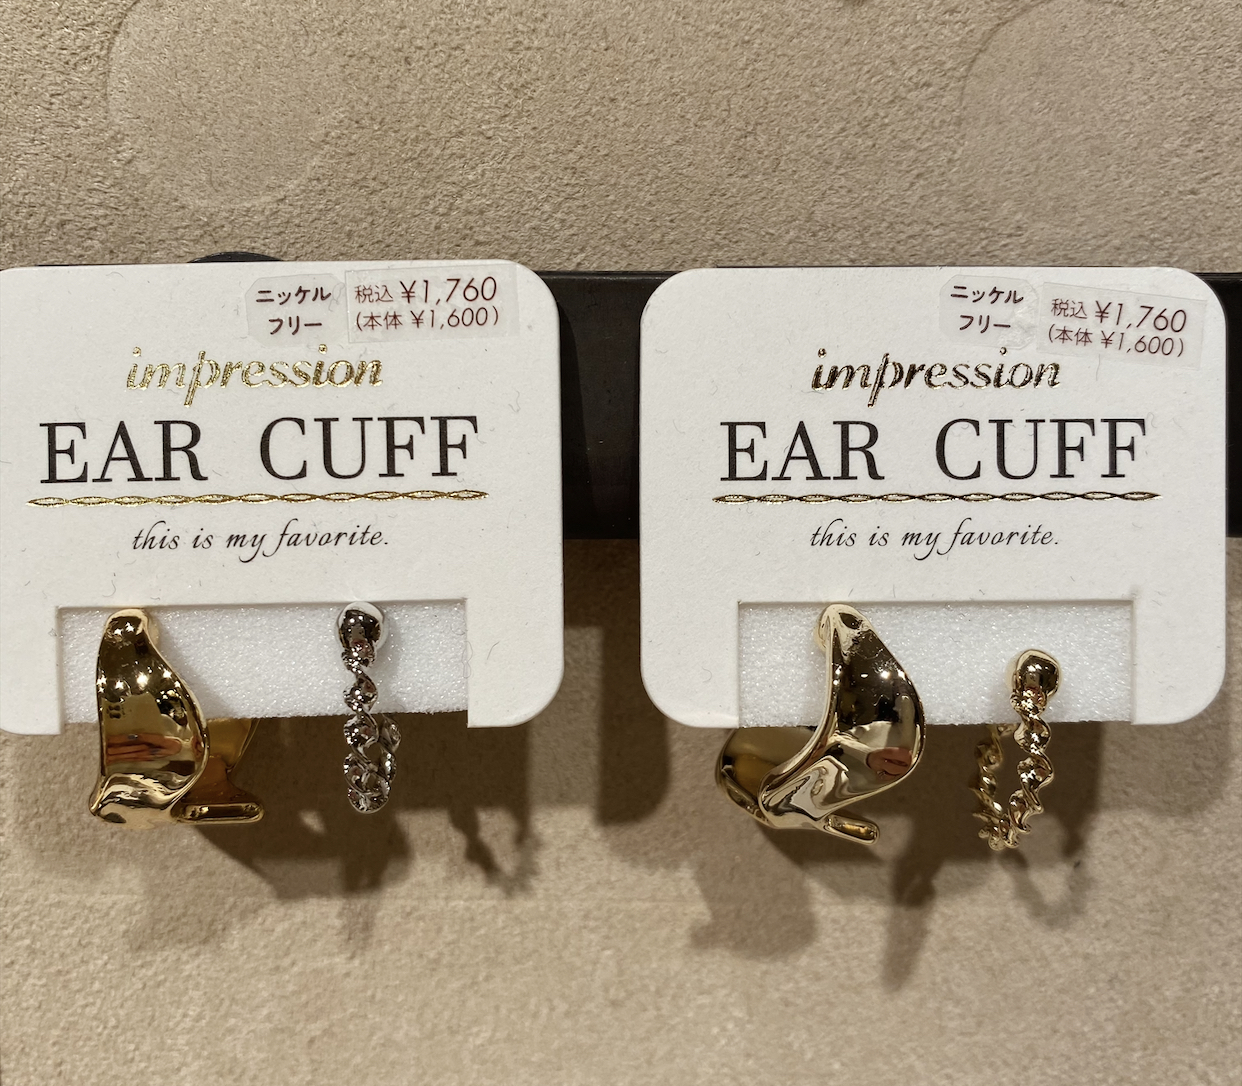 ニッケル
フリー
税込 ¥1,760
(本体 ¥1,600)
impression
EAR CUFF
this is my favorite.
ニッケル
フリー
税込 ¥1,760
(本体 ¥1,600)
impression
EAR CUFF
this is my favorite.